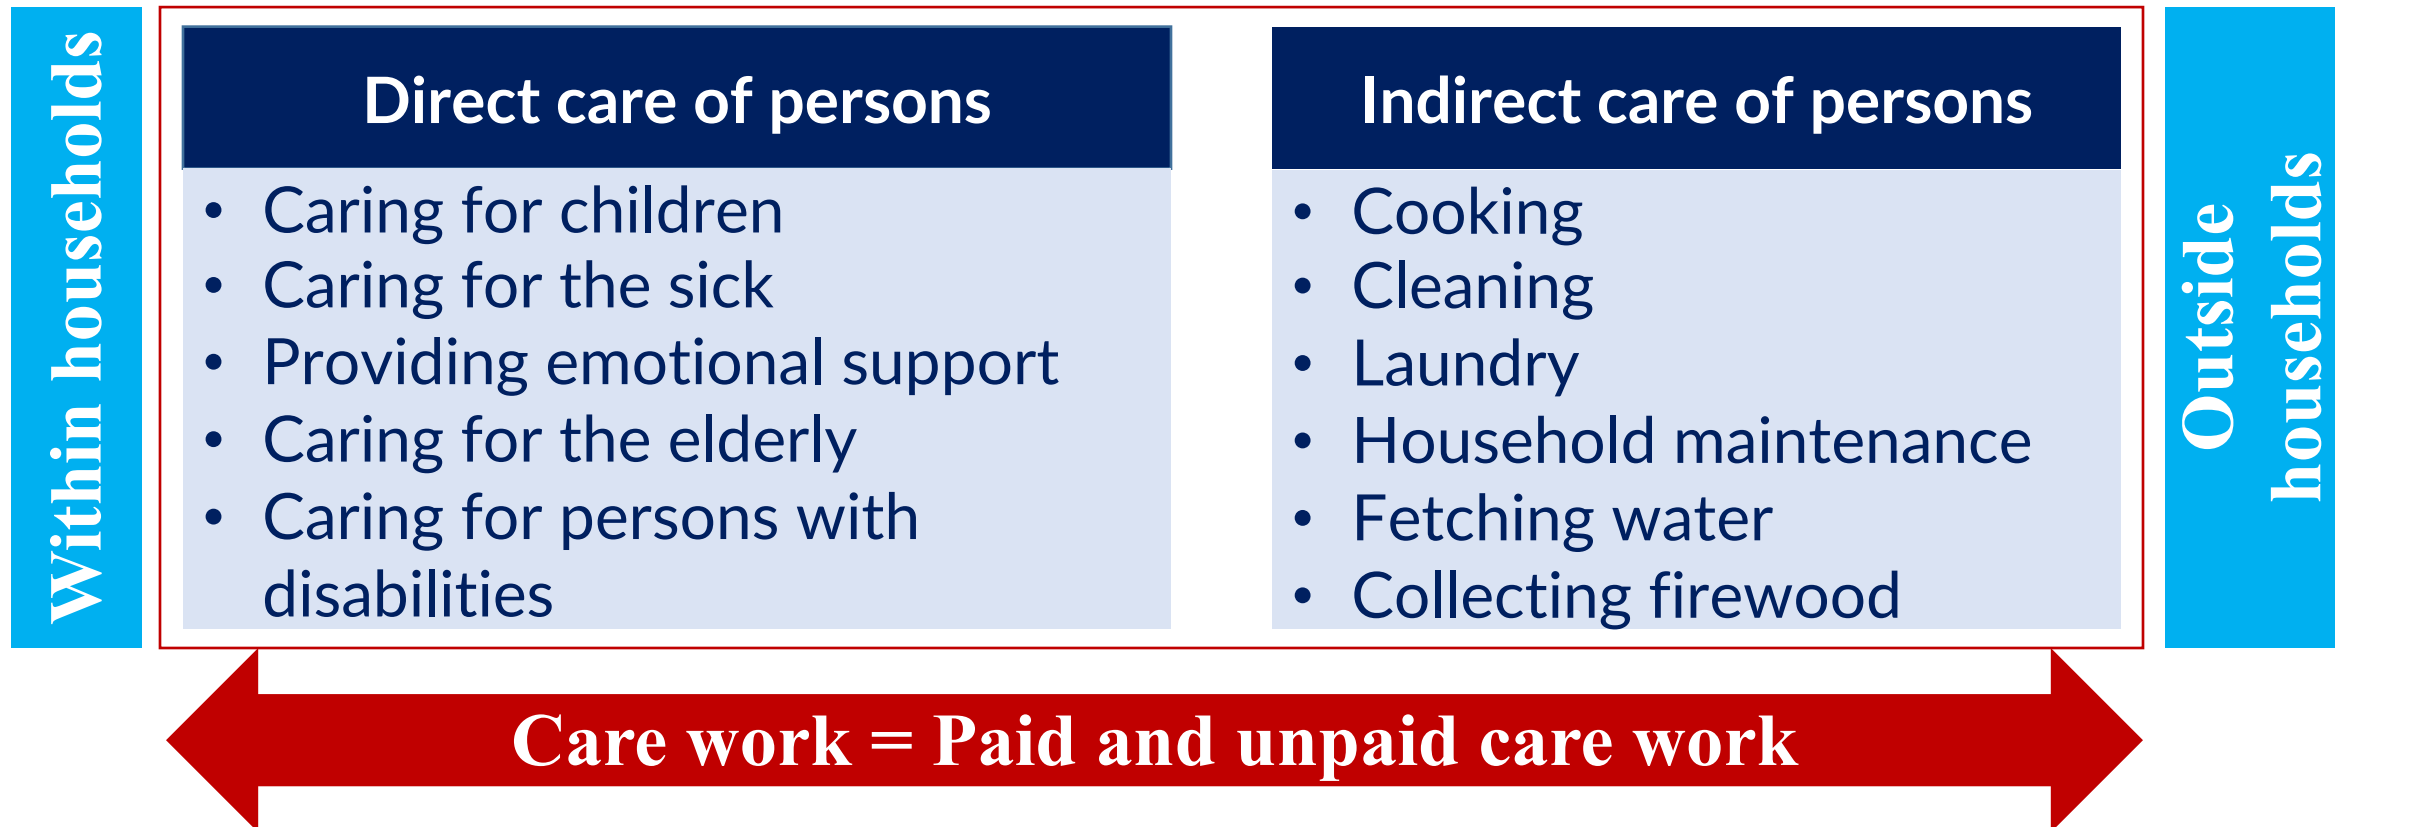 Within households
Direct care of persons
• Caring for children
• Caring for the sick
• Providing emotional support
• Caring for the elderly
• Caring for persons with
disabilities
Indirect care of persons
• Cooking
• Cleaning
• Laundry
• Household maintenance
• Fetching water
• Collecting firewood
Outside
households
Care work = Paid and unpaid care work